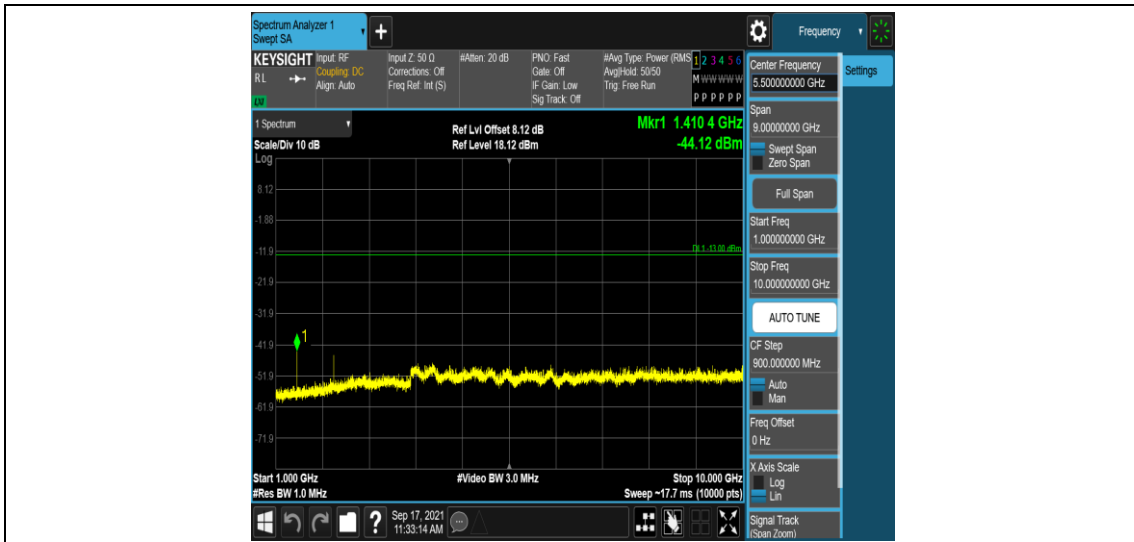 Spectrum Analyzer 1
Swept SA
+
Frequency
KEYSIGHT
RL
LXI
Input: RF
Coupling: DC
Align: Auto
Input Z: 50 Ω
Corrections: Off
Freq Ref: Int (S)
#Atten: 20 dB
PNO: Fast
Gate: Off
IF Gain: Low
Sig Track: Off
#Avg Type: Power (RMS
Avg|Hold: 50/50
Trig: Free Run
1 2 3 4 5 6
M W W W W W
P P P P P P
1 Spectrum
Scale/Div 10 dB
Log
Ref Lvl Offset 8.12 dB
Ref Level 18.12 dBm
Mkr1 1.410 4 GHz
-44.12 dBm
8.12
-1.88
-11.9
DL1 -13.00 dBm
-21.9
-31.9
1
-41.9
-51.9
-61.9
-71.9
Start 1.000 GHz
#Video BW 3.0 MHz
Stop 10.000 GHz
#Res BW 1.0 MHz
Sweep ~17.7 ms (10000 pts)
?
Sep 17, 2021
11:33:14 AM
Center Frequency
5.500000000 GHz
Settings
Span
9.00000000 GHz
Swept Span
Zero Span
Full Span
Start Freq
1.000000000 GHz
Stop Freq
10.000000000 GHz
AUTO TUNE
CF Step
900.000000 MHz
Auto
Man
Freq Offset
0 Hz
X Axis Scale
Log
Lin
Signal Track
(Span Zoom)